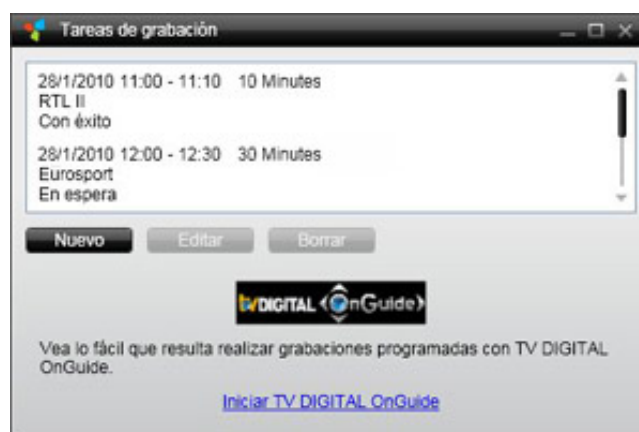 Tareas de grabación
28/1/2010 11:00 - 11:10 10 Minutes
RTL II
Con éxito
28/1/2010 12:00 - 12:30 30 Minutes
Eurosport
En espera
Nuevo Editar Borrar
tvDIGITAL OnGuide
Vea lo fácil que resulta realizar grabaciones programadas con TV DIGITAL
OnGuide.
Iniciar TV DIGITAL OnGuide